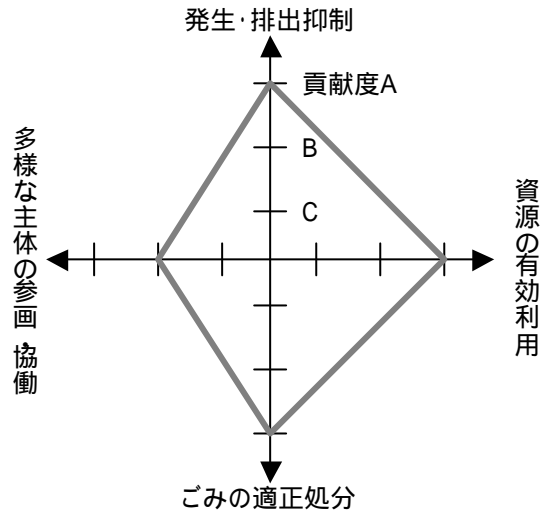 発生・排出抑制
貢献度A
B
C
多様な主体の参画・協働
資源の有効利用
ごみの適正処分